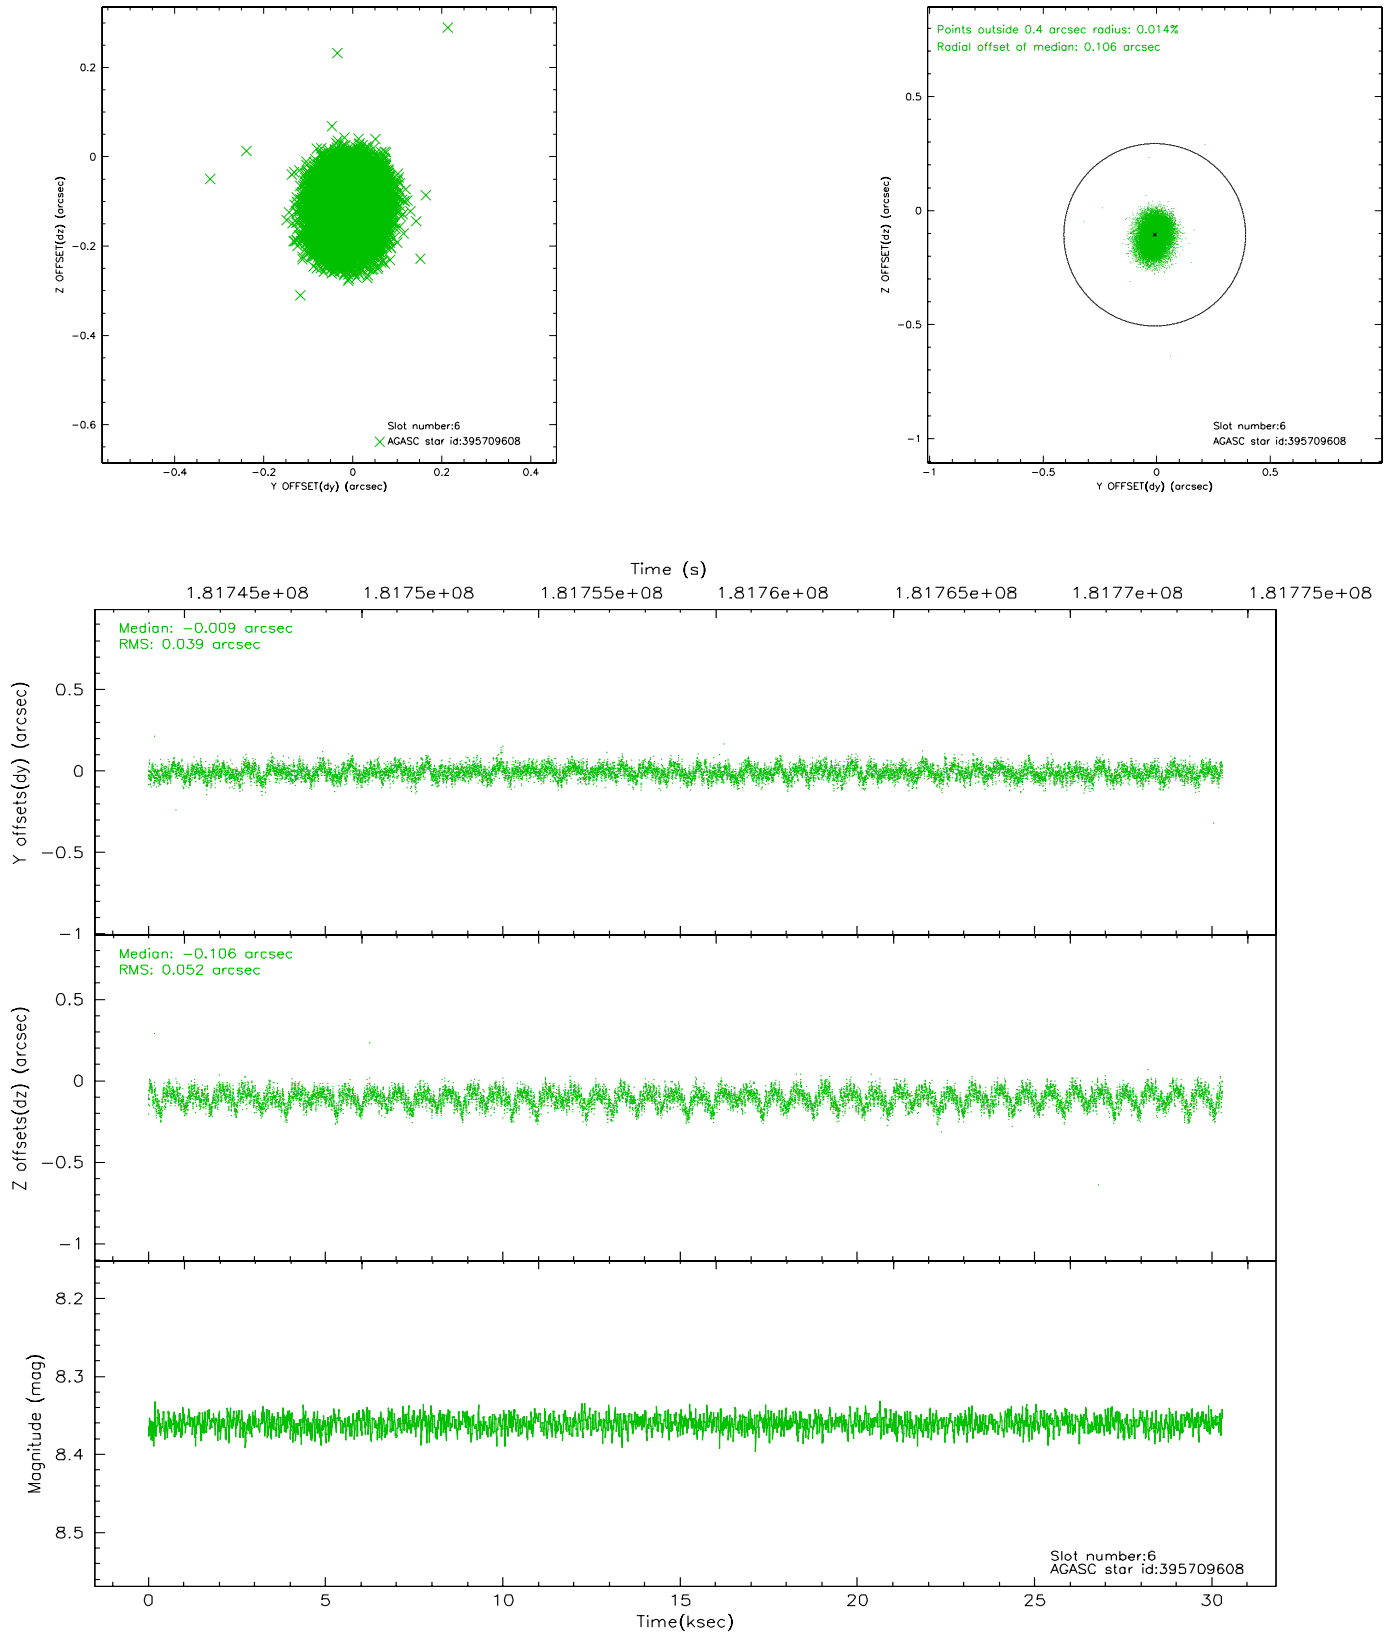 0.2
0
−0.2
−0.4
−0.6
Z OFFSET(dz) (arcsec)
Slot number:6
AGASC star id:395709608
−0.4 −0.2 0 0.2 0.4
Y OFFSET(dy) (arcsec)
Points outside 0.4 arcsec radius: 0.014%
Radial offset of median: 0.106 arcsec
0.5
0
−0.5
−1
Z OFFSET(dz) (arcsec)
Slot number:6
AGASC star id:395709608
−1 −0.5 0 0.5
Y OFFSET(dy) (arcsec)
Time (s)
1.81745e+08 1.8175e+08 1.81755e+08 1.8176e+08 1.81765e+08 1.8177e+08 1.81775e+08
Median: −0.009 arcsec
RMS: 0.039 arcsec
0.5
0
−0.5
−1
Y offsets(dy) (arcsec)
Median: −0.106 arcsec
RMS: 0.052 arcsec
0.5
0
−0.5
−1
Z offsets(dz) (arcsec)
8.2
8.3
8.4
8.5
Magnitude (mag)
Slot number:6
AGASC star id:395709608
0 5 10 15 20 25 30
Time(ksec)